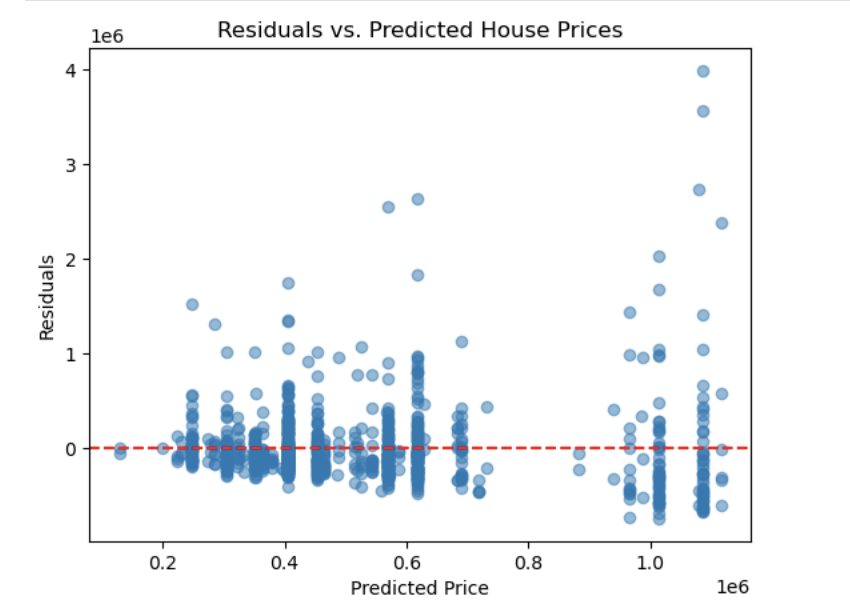 Residuals vs. Predicted House Prices
1e6
4
3
2
1
0
Residuals
0.2 0.4 0.6 0.8 1.0
1e6
Predicted Price